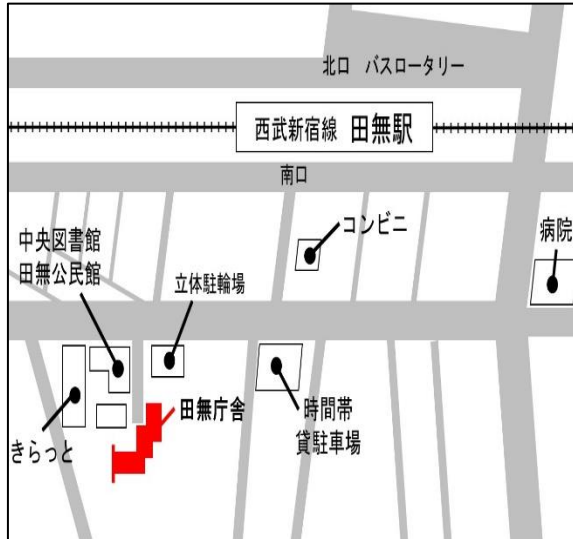 北口 バスロータリー
西武新宿線 田無駅
南口
コンビニ
病院
中央図書館
田無公民館
立体駐輪場
田無庁舎
時間帯
貸駐車場
きらっと